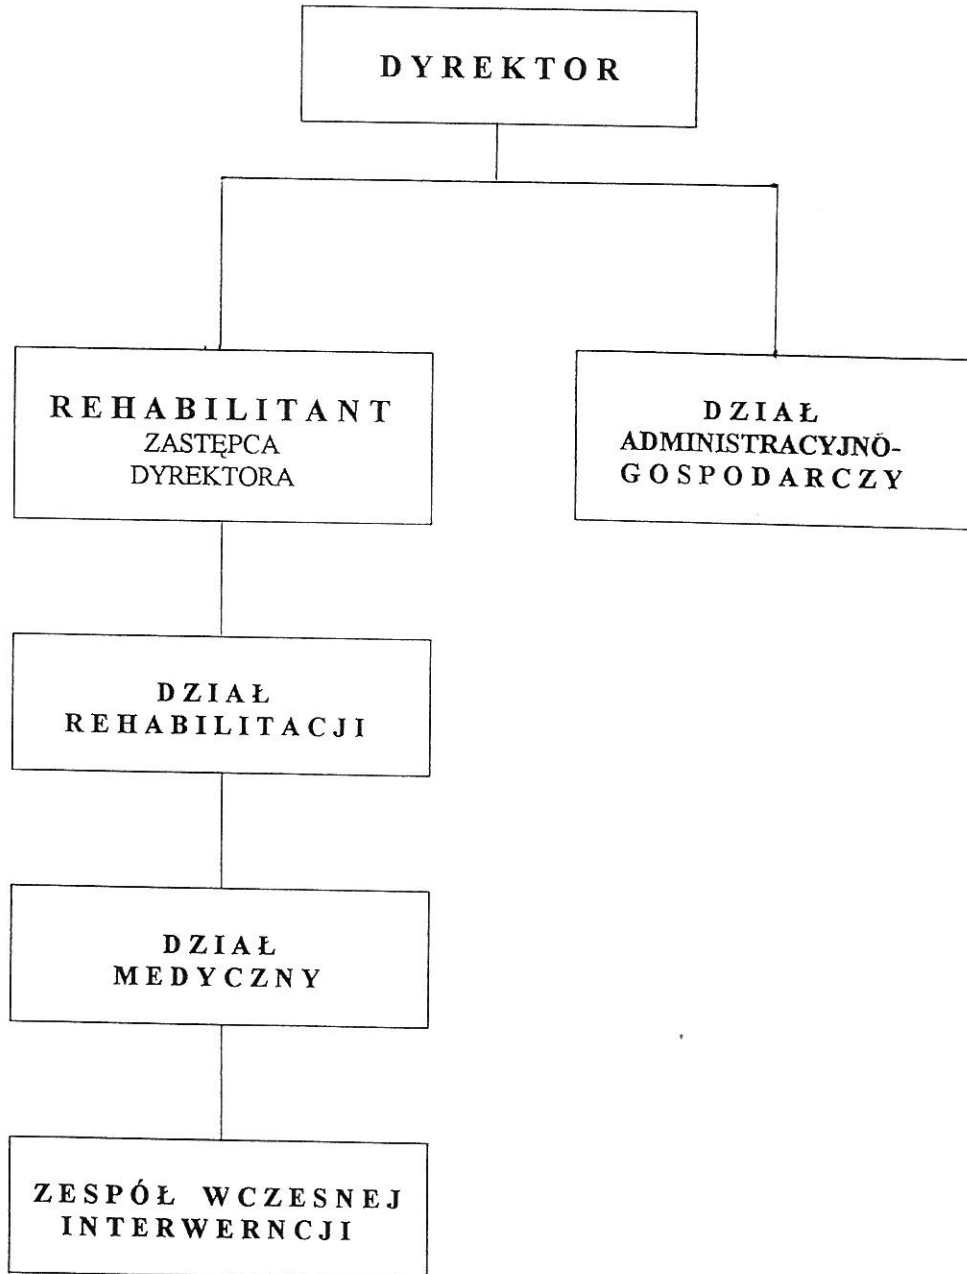 DYREKTOR
REHABILITANT
ZASTĘPCA
DYREKTORA
DZIAŁ
ADMINISTRACYJNO-
GOSPODARCZY
DZIAŁ
REHABILITACJI
DZIAŁ
MEDYCZNY
ZESPÓŁ WCZESNEJ
INTERWERNCJI